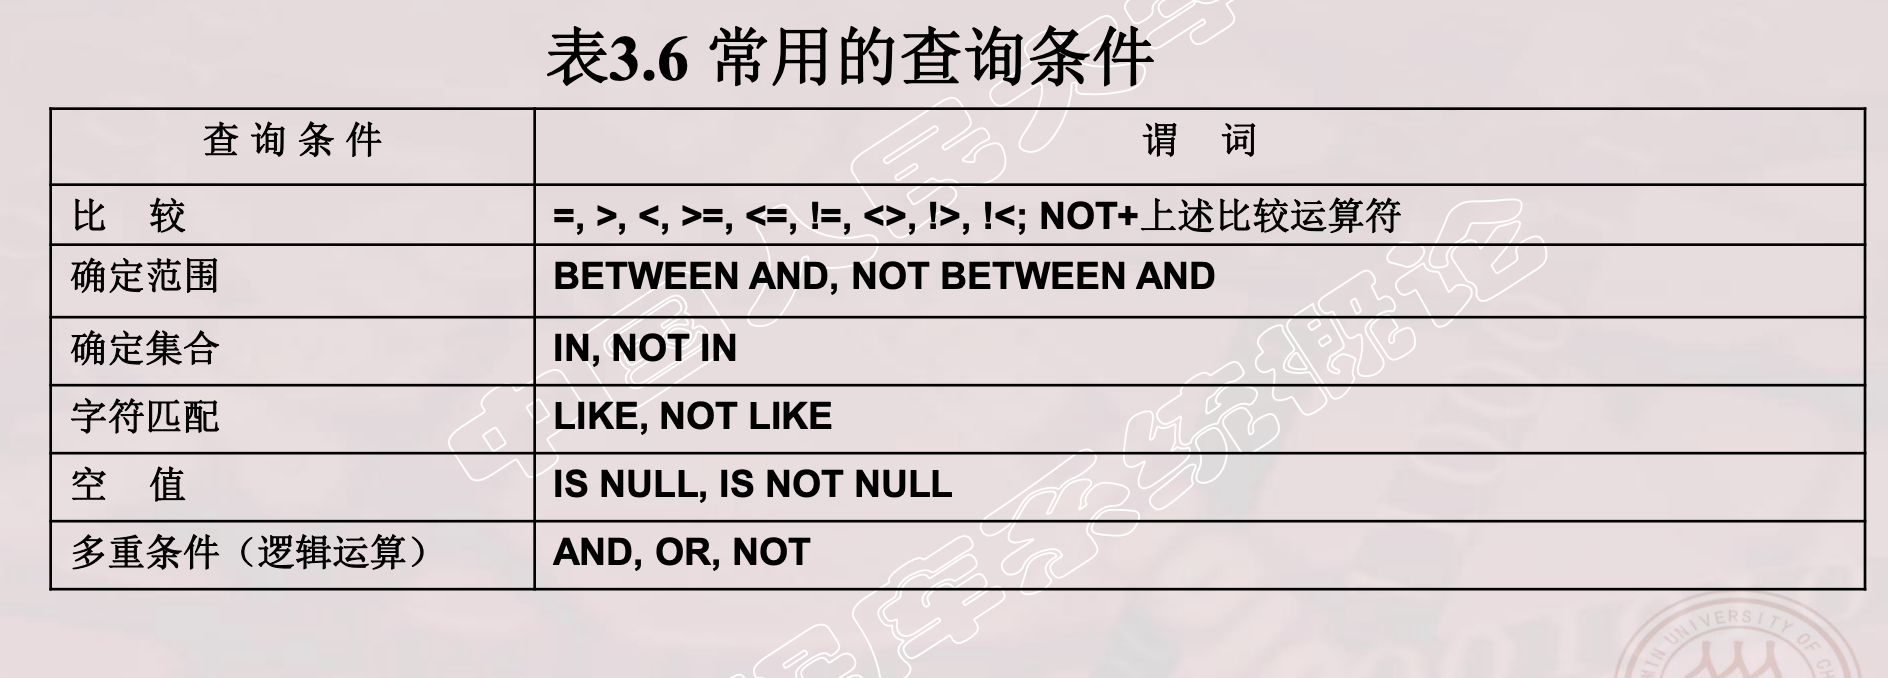 表3.6 常用的查询条件
查询条件 谓 词
比 较 =, >, <, >=, <=, !=, <>, !>, !<; NOT+上述比较运算符
确定范围 BETWEEN AND, NOT BETWEEN AND
确定集合 IN, NOT IN
字符匹配 LIKE, NOT LIKE
空 值 IS NULL, IS NOT NULL
多重条件（逻辑运算） AND, OR, NOT
中国人民大学
库系统概论
UNIVERSITY OF CH